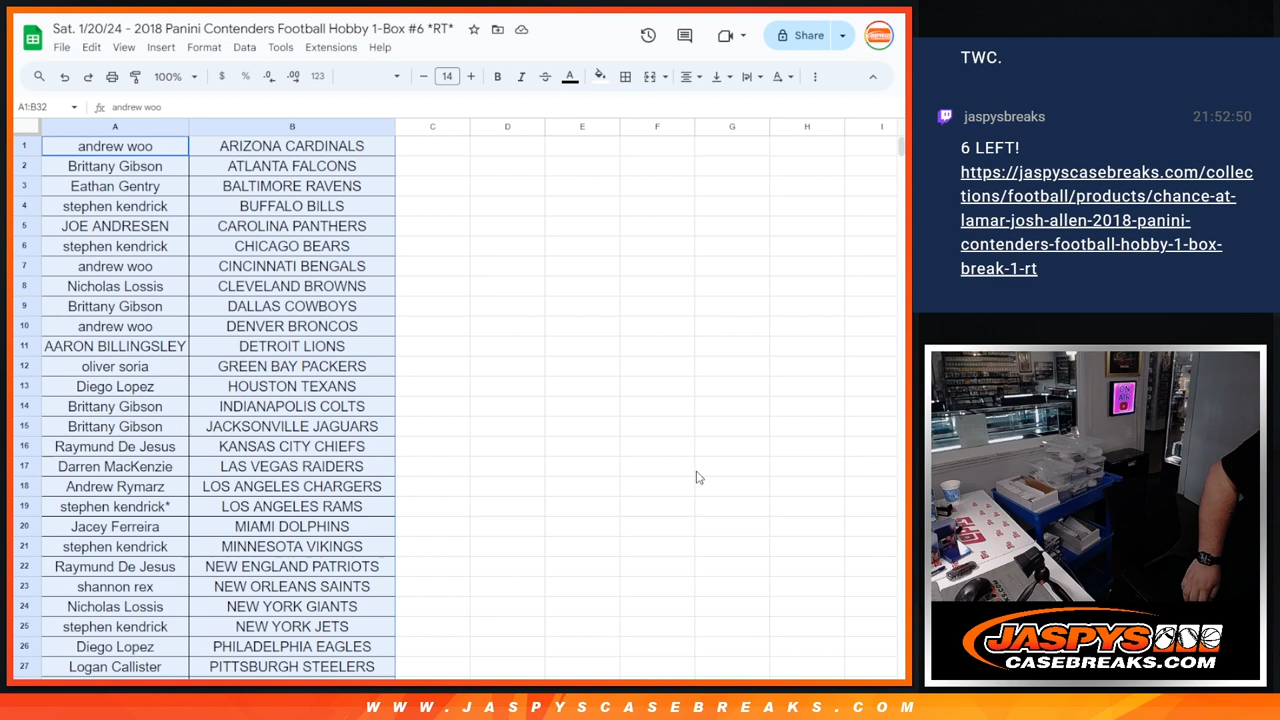 Sat. 1/20/24 - 2018 Panini Contenders Football Hobby 1-Box #6 *RT*
File Edit View Insert Format Data Tools Extensions Help
Share
100% $ % .0 .00 123 14 B I A
A1:B32 fx andrew woo
A B C D E F G H I
1 andrew woo ARIZONA CARDINALS
2 Brittany Gibson ATLANTA FALCONS
3 Eathan Gentry BALTIMORE RAVENS
4 stephen kendrick BUFFALO BILLS
5 JOE ANDRESEN CAROLINA PANTHERS
6 stephen kendrick CHICAGO BEARS
7 andrew woo CINCINNATI BENGALS
8 Nicholas Lossis CLEVELAND BROWNS
9 Brittany Gibson DALLAS COWBOYS
10 andrew woo DENVER BRONCOS
11 AARON BILLINGSLEY DETROIT LIONS
12 oliver soria GREEN BAY PACKERS
13 Diego Lopez HOUSTON TEXANS
14 Brittany Gibson INDIANAPOLIS COLTS
15 Brittany Gibson JACKSONVILLE JAGUARS
16 Raymund De Jesus KANSAS CITY CHIEFS
17 Darren MacKenzie LAS VEGAS RAIDERS
18 Andrew Rymarz LOS ANGELES CHARGERS
19 stephen kendrick* LOS ANGELES RAMS
20 Jacey Ferreira MIAMI DOLPHINS
21 stephen kendrick MINNESOTA VIKINGS
22 Raymund De Jesus NEW ENGLAND PATRIOTS
23 shannon rex NEW ORLEANS SAINTS
24 Nicholas Lossis NEW YORK GIANTS
25 stephen kendrick NEW YORK JETS
26 Diego Lopez PHILADELPHIA EAGLES
27 Logan Callister PITTSBURGH STEELERS
TWC.
jaspysbreaks 21:52:50
6 LEFT!
https://jaspyscasebreaks.com/collec
tions/football/products/chance-at-
lamar-josh-allen-2018-panini-
contenders-football-hobby-1-box-
break-1-rt
ON
AIR
JASPYS
CASEBREAKS.COM
WWW.JASPYSCASEBREAKS.COM